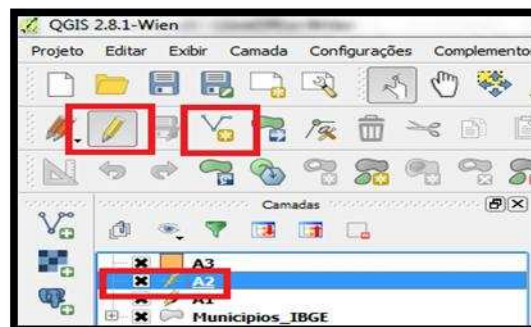 QGIS 2.8.1-Wien
Projeto Editar Exibir Camada Configurações Complemento
Camadas
A3
A2
A1
Municipios_IBGE